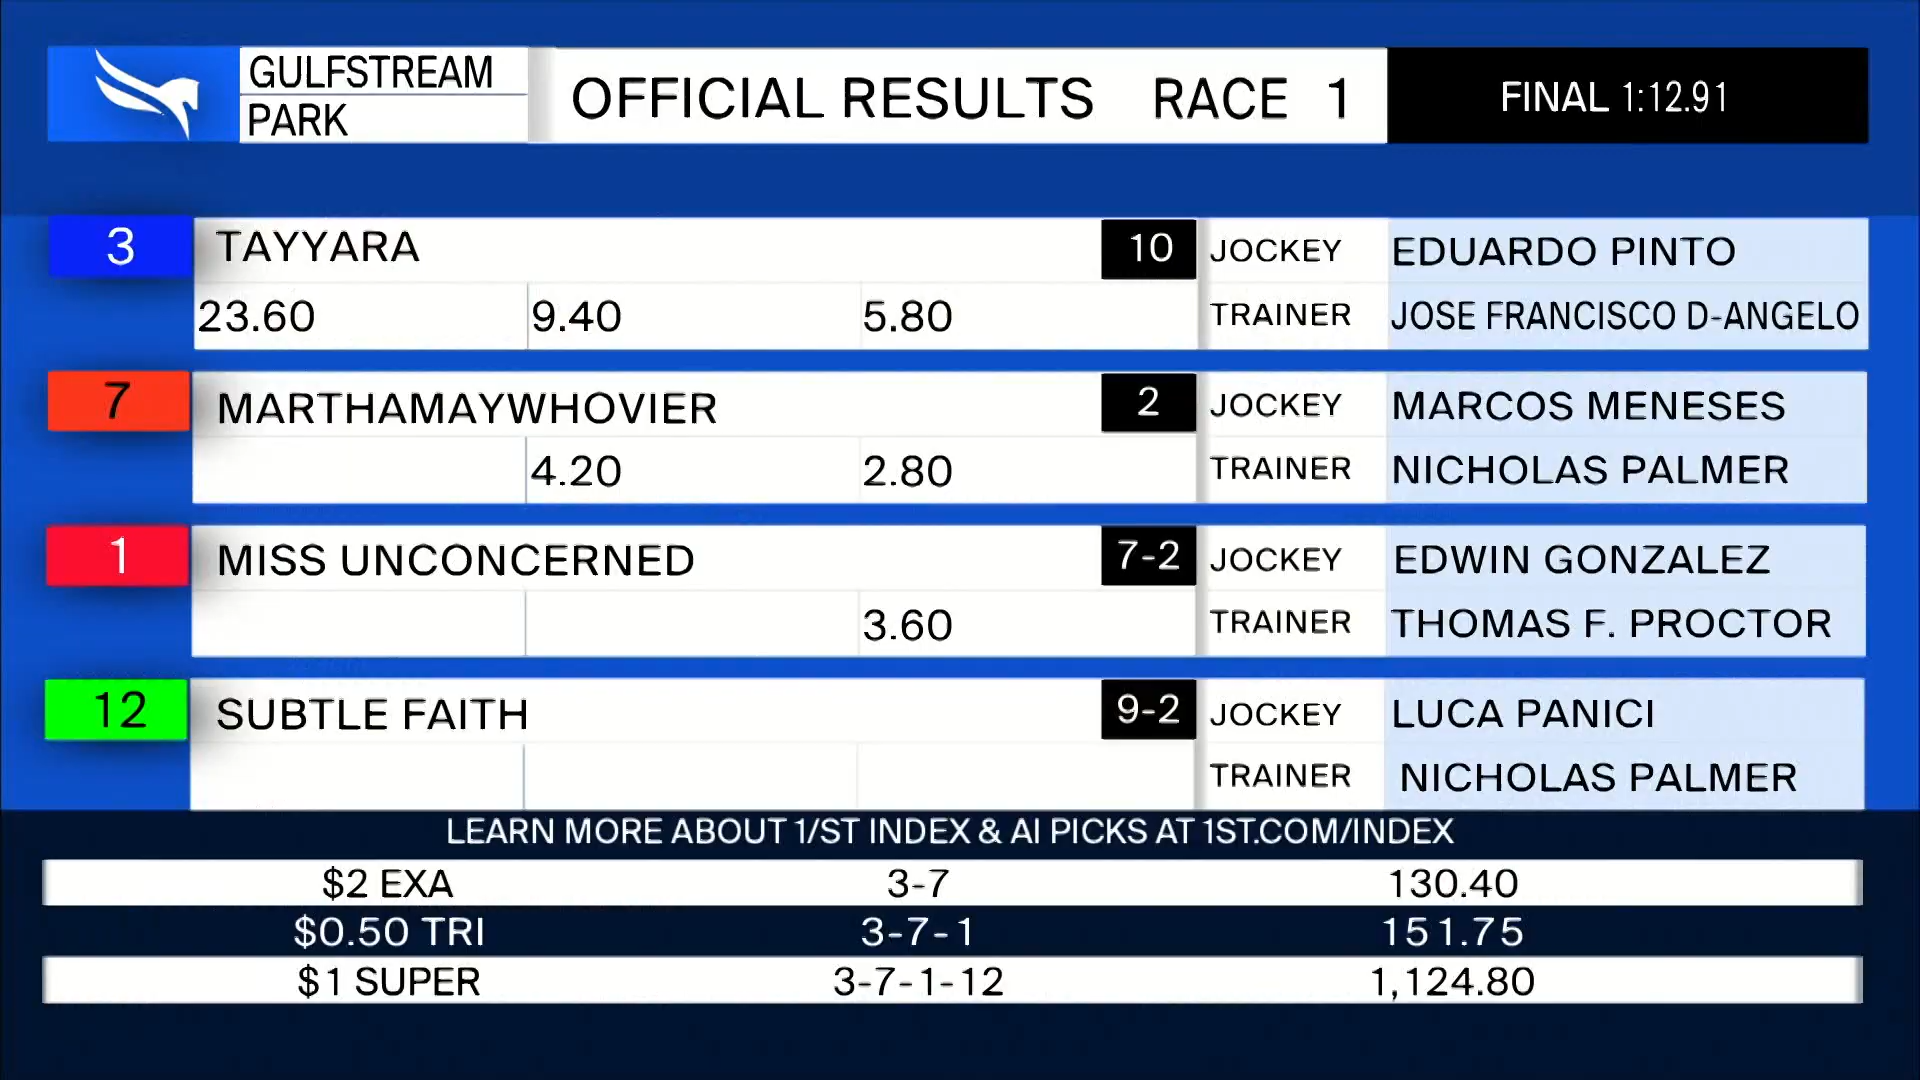 GULFSTREAM
PARK
OFFICIAL RESULTS RACE 1
FINAL 1:12.91
3 TAYYARA 10 JOCKEY EDUARDO PINTO
23.60 9.40 5.80 TRAINER JOSE FRANCISCO D-ANGELO
7 MARTHAMAYWHOVIER 2 JOCKEY MARCOS MENESES
4.20 2.80 TRAINER NICHOLAS PALMER
1 MISS UNCONCERNED 7-2 JOCKEY EDWIN GONZALEZ
3.60 TRAINER THOMAS F. PROCTOR
12 SUBTLE FAITH 9-2 JOCKEY LUCA PANICI
TRAINER NICHOLAS PALMER
LEARN MORE ABOUT 1/ST INDEX & AI PICKS AT 1ST.COM/INDEX
$2 EXA 3-7 130.40
$0.50 TRI 3-7-1 151.75
$1 SUPER 3-7-1-12 1,124.80